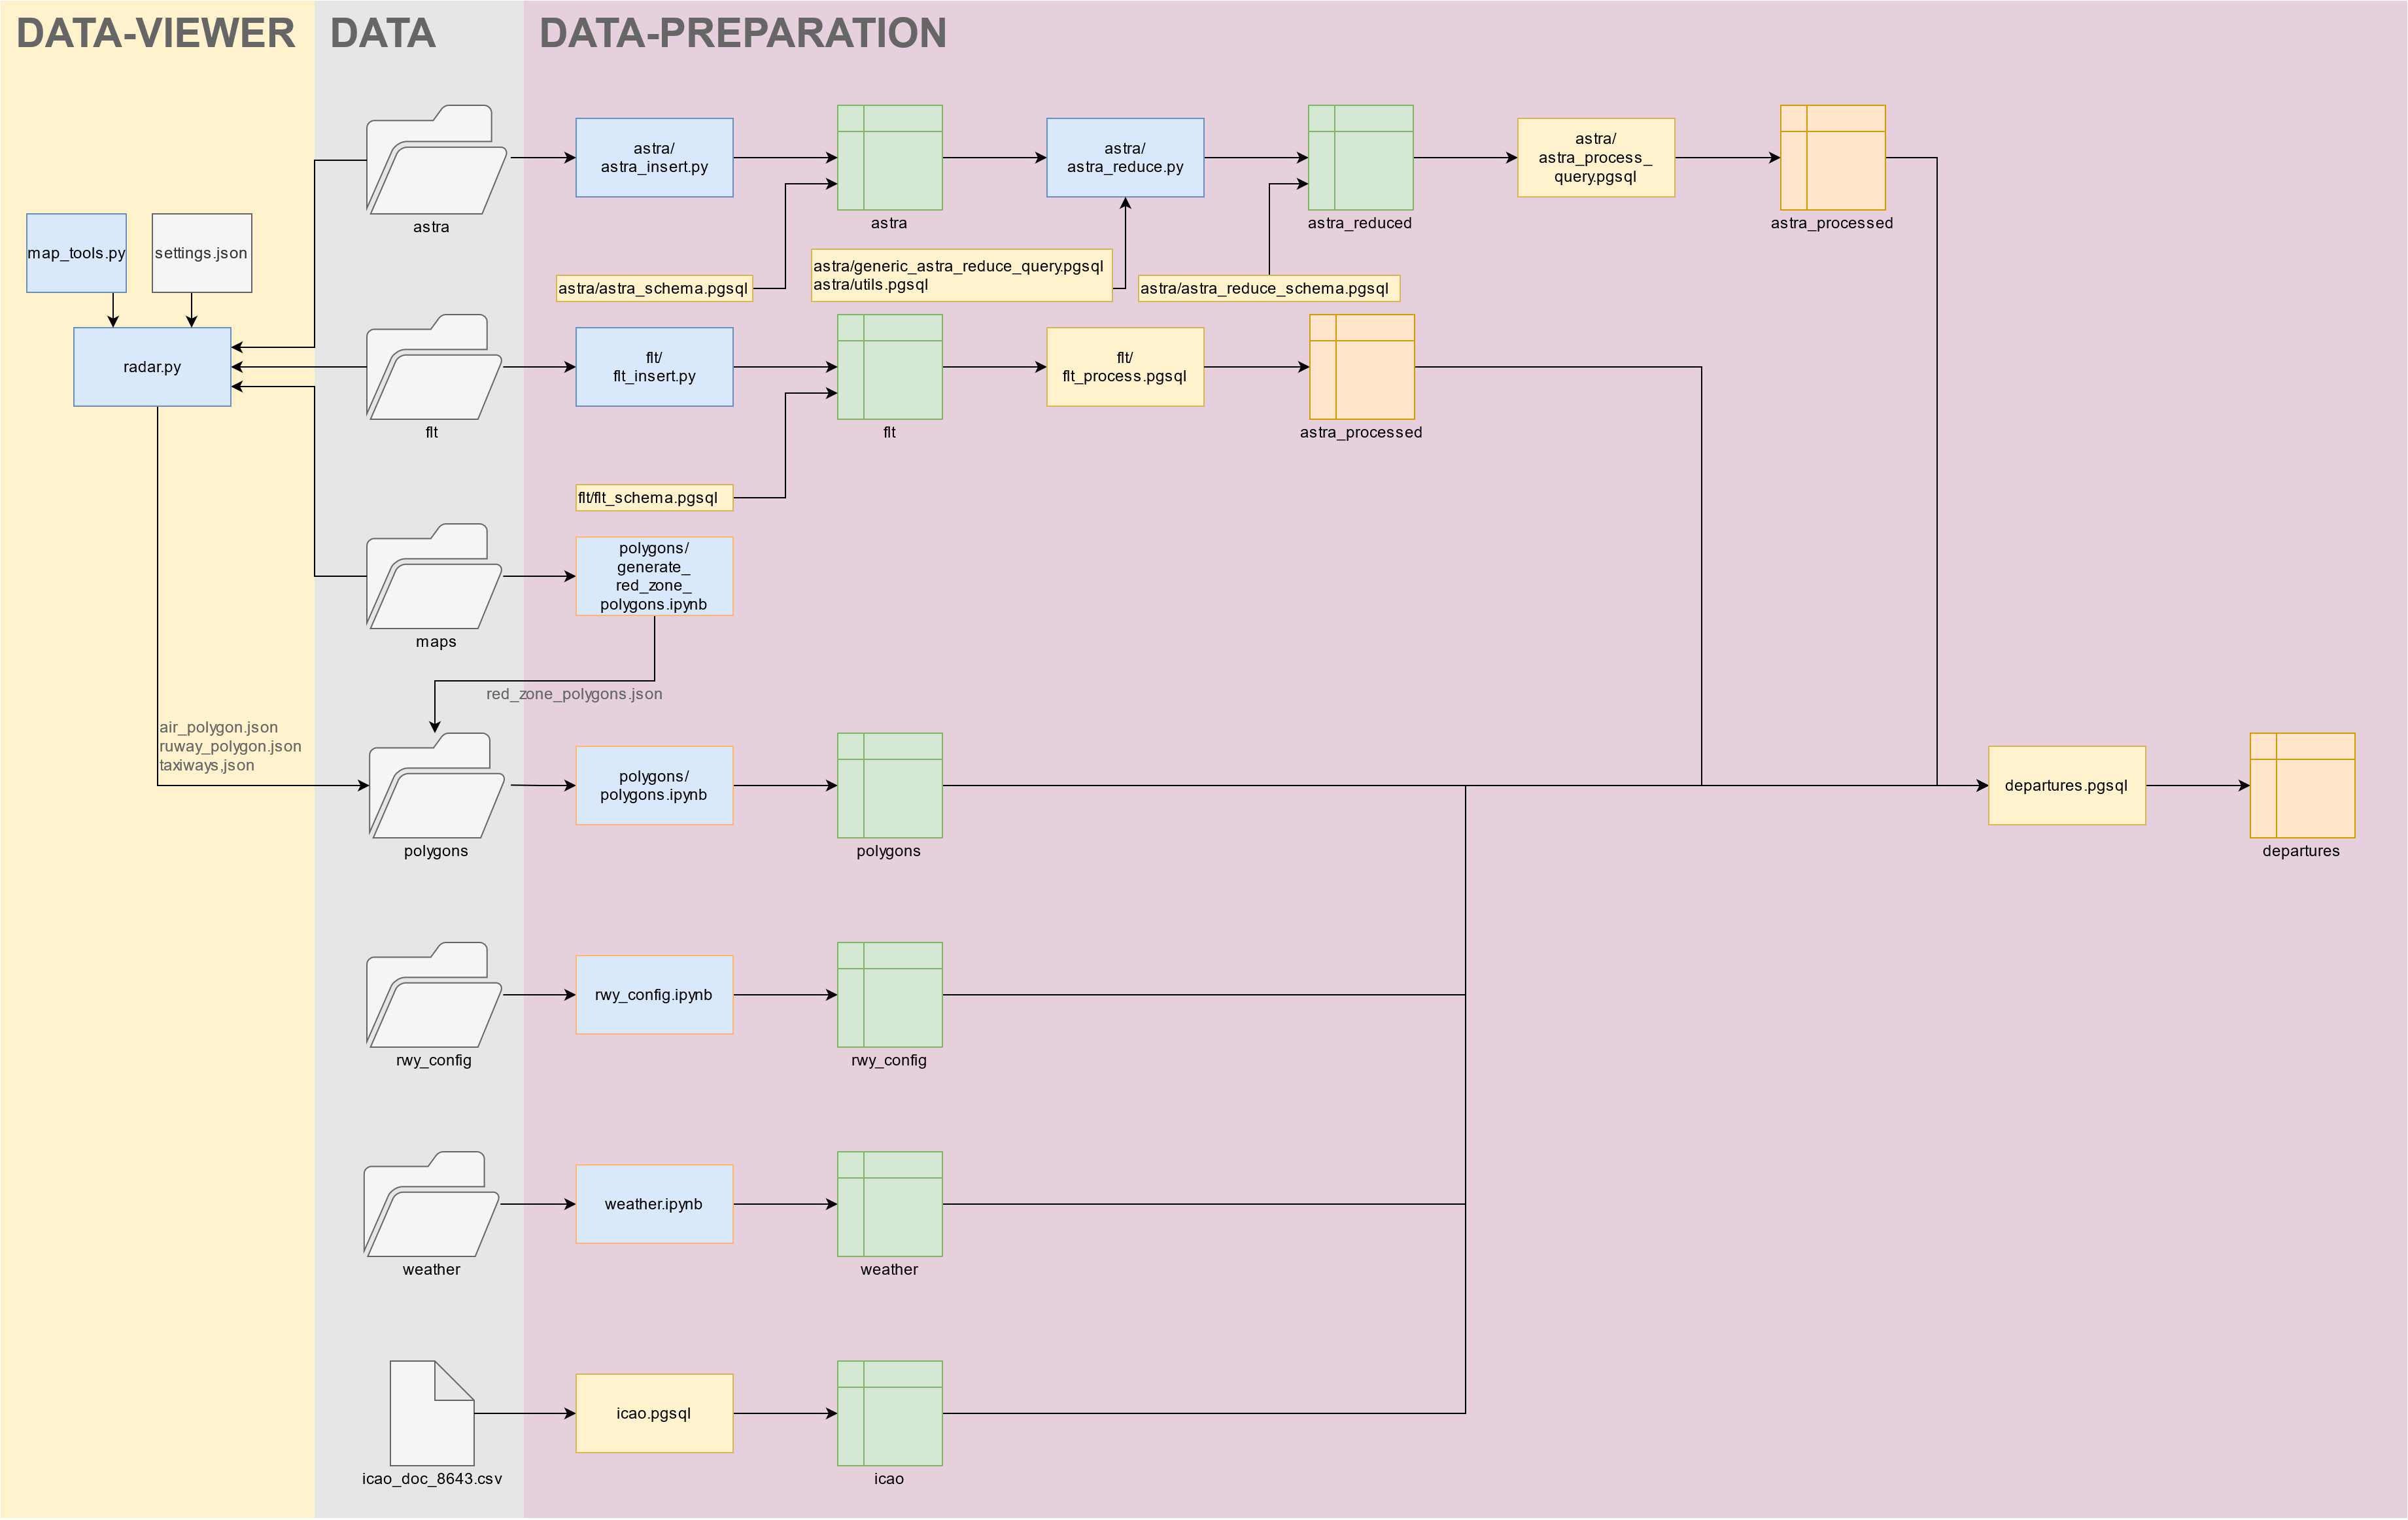 DATA-VIEWER
DATA
DATA-PREPARATION
astra/
astra_insert.py
astra/
astra_reduce.py
astra/
astra_process_
query.pgsql
astra
astra
astra_reduced
astra_processed
map_tools.py
settings.json
astra/astra_schema.pgsql
astra/generic_astra_reduce_query.pgsql
astra/utils.pgsql
astra/astra_reduce_schema.pgsql
radar.py
flt/
flt_insert.py
flt/
flt_process.pgsql
flt
flt
astra_processed
flt/flt_schema.pgsql
polygons/
generate_
red_zone_
polygons.ipynb
maps
red_zone_polygons.json
air_polygon.json
ruway_polygon.json
taxiways,json
polygons/
polygons.ipynb
departures.pgsql
polygons
polygons
departures
rwy_config.ipynb
rwy_config
rwy_config
weather.ipynb
weather
weather
icao.pgsql
icao_doc_8643.csv
icao